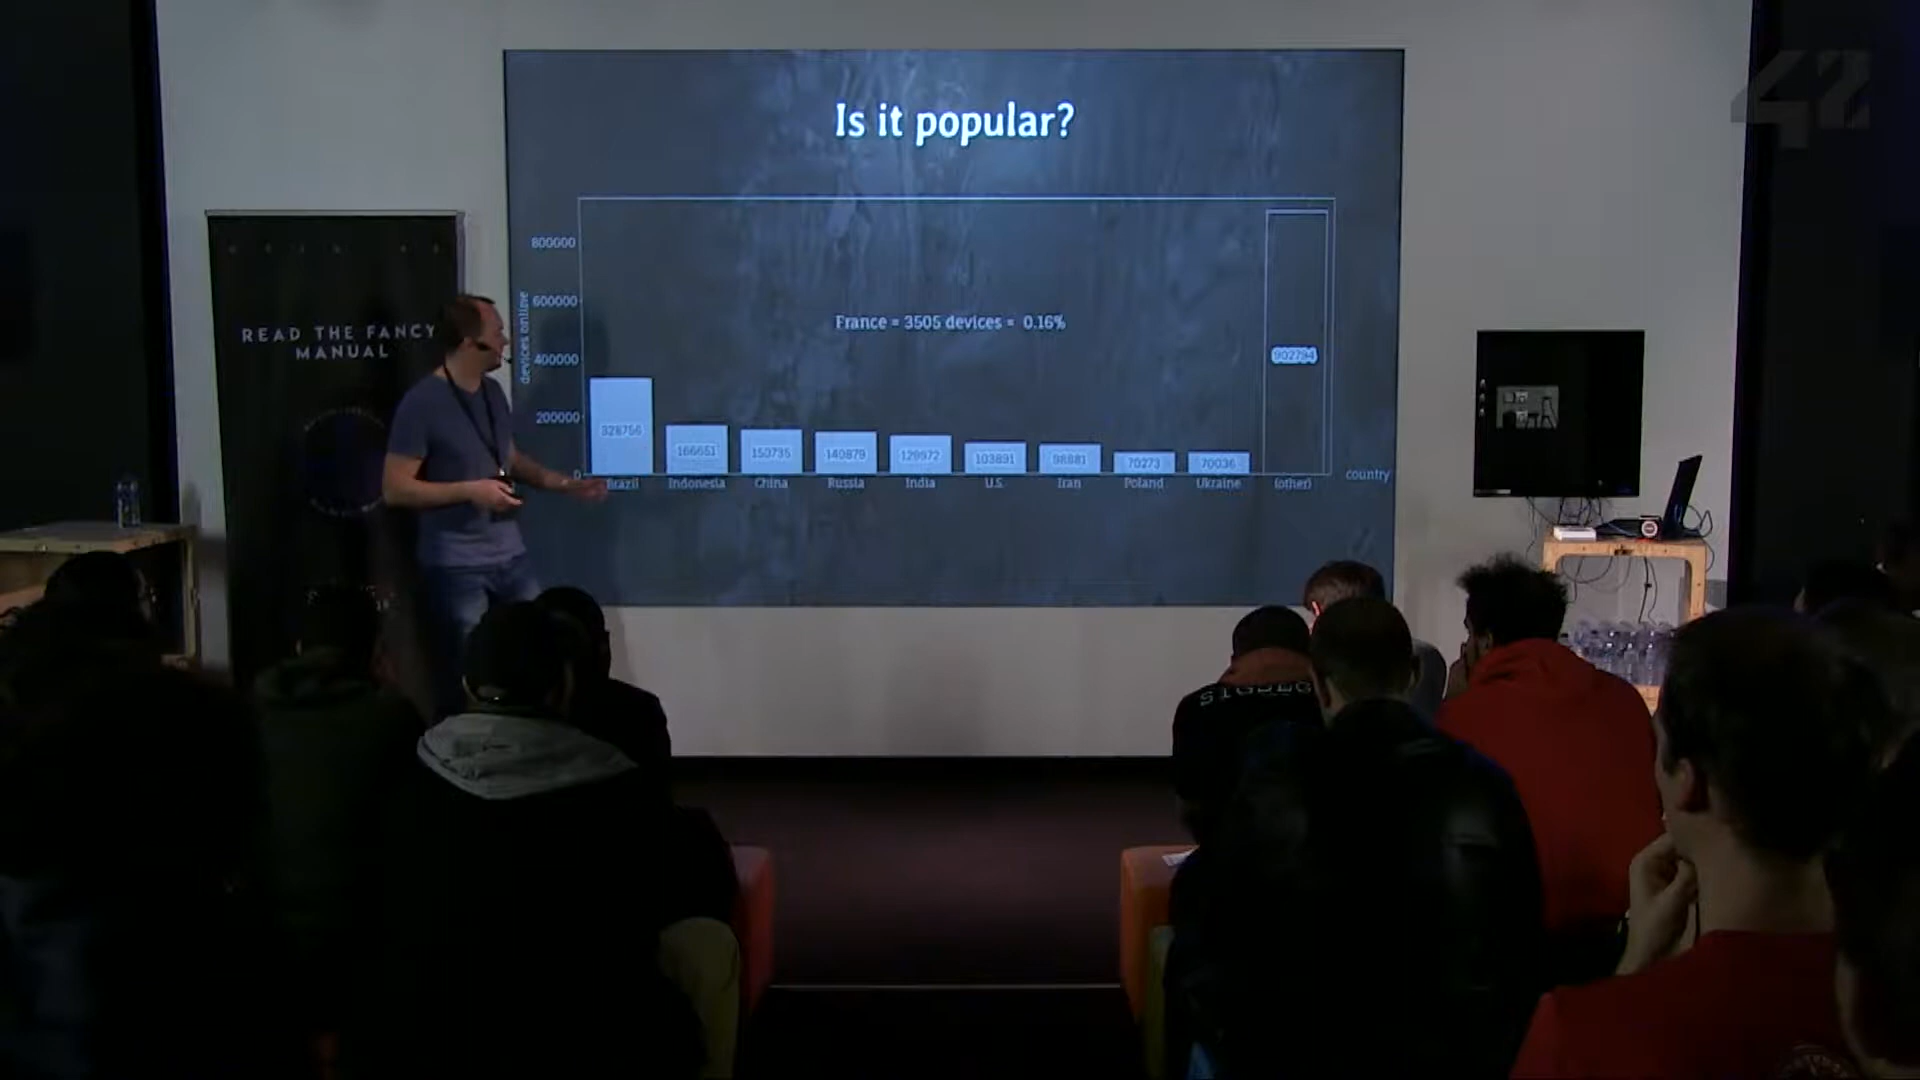 42
Is it popular?
800000
600000
400000
200000
0
devices online
France = 3505 devices = 0.16%
328756
166651
150735
140879
129972
103891
98881
70273
70036
902794
Brazil
Indonesia
China
Russia
India
U.S.
Iran
Poland
Ukraine
(other)
country
READ THE FANCY
MANUAL